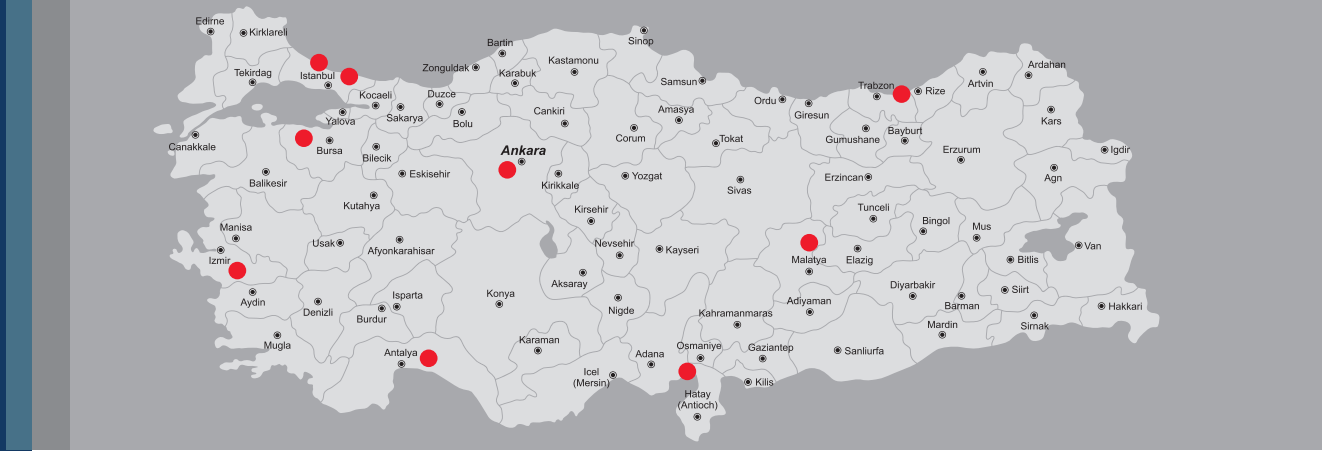 Edirne
Kirklareli
Sinop
Bartin
Kastamonu
Zonguldak
Karabuk
Tekirdag
Istanbul
Samsun
Ardahan
Artvin
Trabzon
Rize
Kocaeli
Duzce
Ordu
Giresun
Amasya
Cankiri
Yalova
Sakarya
Bolu
Kars
Canakkale
Bursa
Bilecik
Corum
Tokat
Gumushane
Bayburt
Ankara
Erzurum
Igdir
Balikesir
Eskisehir
Kirikkale
Yozgat
Sivas
Erzincan
Agn
Kutahya
Kirsehir
Tunceli
Bingol
Mus
Manisa
Usak
Afyonkarahisar
Nevsehir
Kayseri
Izmir
Malatya
Elazig
Bitlis
Van
Aksaray
Diyarbakir
Siirt
Aydin
Denizli
Isparta
Burdur
Konya
Nigde
Adiyaman
Barman
Hakkari
Kahramanmaras
Mardin
Sirnak
Mugla
Karaman
Antalya
Adana
Osmaniye
Gaziantep
Sanliurfa
Icel
(Mersin)
Kilis
Hatay
(Antioch)